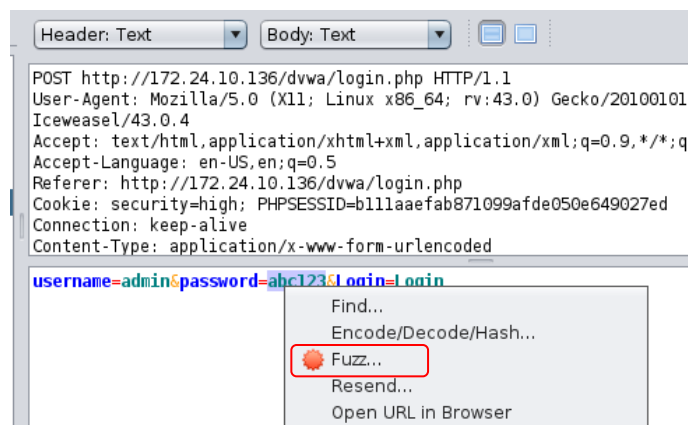 Header: Text Body: Text
POST http://172.24.10.136/dvwa/login.php HTTP/1.1
User-Agent: Mozilla/5.0 (X11; Linux x86_64; rv:43.0) Gecko/20100101
Iceweasel/43.0.4
Accept: text/html,application/xhtml+xml,application/xml;q=0.9,*/*;q
Accept-Language: en-US,en;q=0.5
Referer: http://172.24.10.136/dvwa/login.php
Cookie: security=high; PHPSESSID=b111aaefab871099afde050e649027ed
Connection: keep-alive
Content-Type: application/x-www-form-urlencoded
username=admin&password=abc123&Login=Login
Find...
Encode/Decode/Hash...
Fuzz...
Resend...
Open URL in Browser